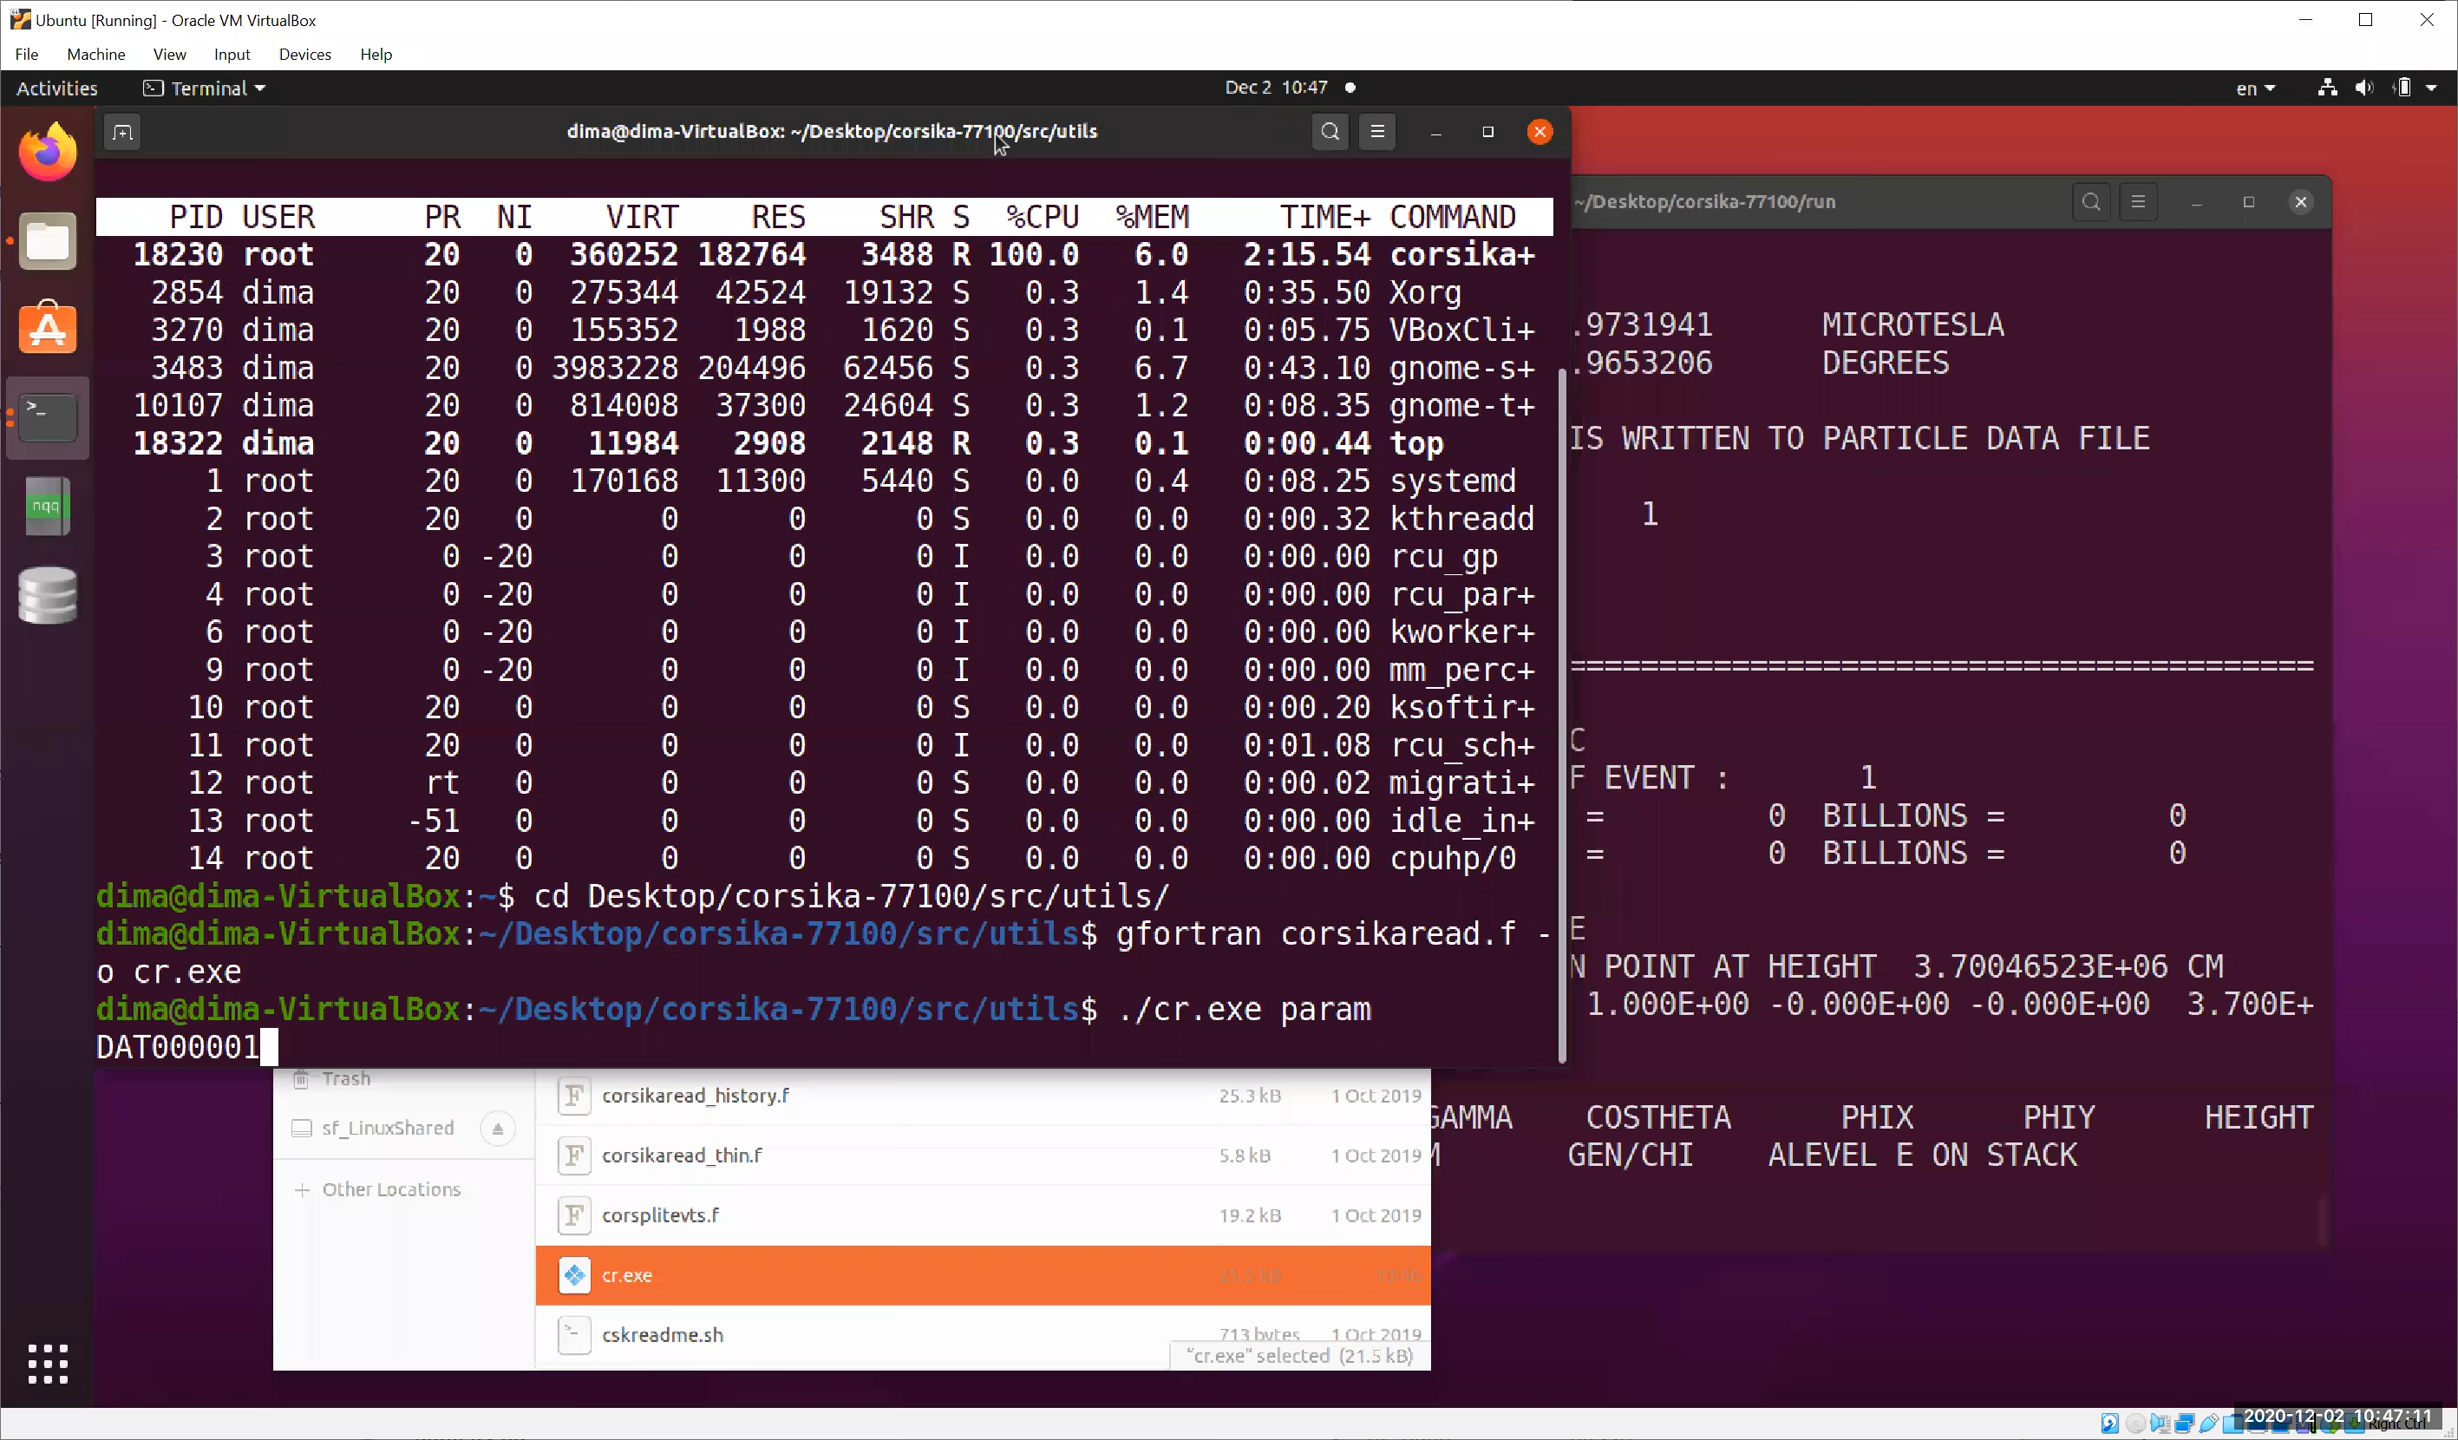 Ubuntu [Running] - Oracle VM VirtualBox
File Machine View Input Devices Help
Activities Terminal Dec 2 10:47 en
dima@dima-VirtualBox: ~/Desktop/corsika-77100/src/utils
PID USER PR NI VIRT RES SHR S %CPU %MEM TIME+ COMMAND
18230 root 20 0 360252 182764 3488 R 100.0 6.0 2:15.54 corsika+
2854 dima 20 0 275344 42524 19132 S 0.3 1.4 0:35.50 Xorg
3270 dima 20 0 155352 1988 1620 S 0.3 0.1 0:05.75 VBoxCli+
3483 dima 20 0 3983228 204496 62456 S 0.3 6.7 0:43.10 gnome-s+
10107 dima 20 0 814008 37300 24604 S 0.3 1.2 0:08.35 gnome-t+
18322 dima 20 0 11984 2908 2148 R 0.3 0.1 0:00.44 top
1 root 20 0 170168 11300 5440 S 0.0 0.4 0:08.25 systemd
2 root 20 0 0 0 0 S 0.0 0.0 0:00.32 kthreadd
3 root 0 -20 0 0 0 I 0.0 0.0 0:00.00 rcu_gp
4 root 0 -20 0 0 0 I 0.0 0.0 0:00.00 rcu_par+
6 root 0 -20 0 0 0 I 0.0 0.0 0:00.00 kworker+
9 root 0 -20 0 0 0 I 0.0 0.0 0:00.00 mm_perc+
10 root 20 0 0 0 0 S 0.0 0.0 0:00.20 ksoftir+
11 root 20 0 0 0 0 I 0.0 0.0 0:01.08 rcu_sch+
12 root rt 0 0 0 0 S 0.0 0.0 0:00.02 migrati+
13 root -51 0 0 0 0 S 0.0 0.0 0:00.00 idle_in+
14 root 20 0 0 0 0 S 0.0 0.0 0:00.00 cpuhp/0
dima@dima-VirtualBox:~$ cd Desktop/corsika-77100/src/utils/
dima@dima-VirtualBox:~/Desktop/corsika-77100/src/utils$ gfortran corsikaread.f -
o cr.exe
dima@dima-VirtualBox:~/Desktop/corsika-77100/src/utils$ ./cr.exe param
DAT000001
~/Desktop/corsika-77100/run
.9731941 MICROTESLA
.9653206 DEGREES
IS WRITTEN TO PARTICLE DATA FILE
1
=========================================
C
F EVENT : 1
= 0 BILLIONS = 0
= 0 BILLIONS = 0
E
N POINT AT HEIGHT 3.70046523E+06 CM
1.000E+00 -0.000E+00 -0.000E+00 3.700E+
GAMMA COSTHETA PHIX PHIY HEIGHT
M GEN/CHI ALEVEL E ON STACK
nqq
Trash
sf_LinuxShared
Other Locations
corsikaread_history.f 25.3 kB 1 Oct 2019
corsikaread_thin.f 5.8 kB 1 Oct 2019
corsplitevts.f 19.2 kB 1 Oct 2019
cr.exe 21.5 kB 10:46
cskreadme.sh 713 bytes 1 Oct 2019
"cr.exe" selected (21.5 kB)
2020-12-02 10:47:11
Right Ctrl